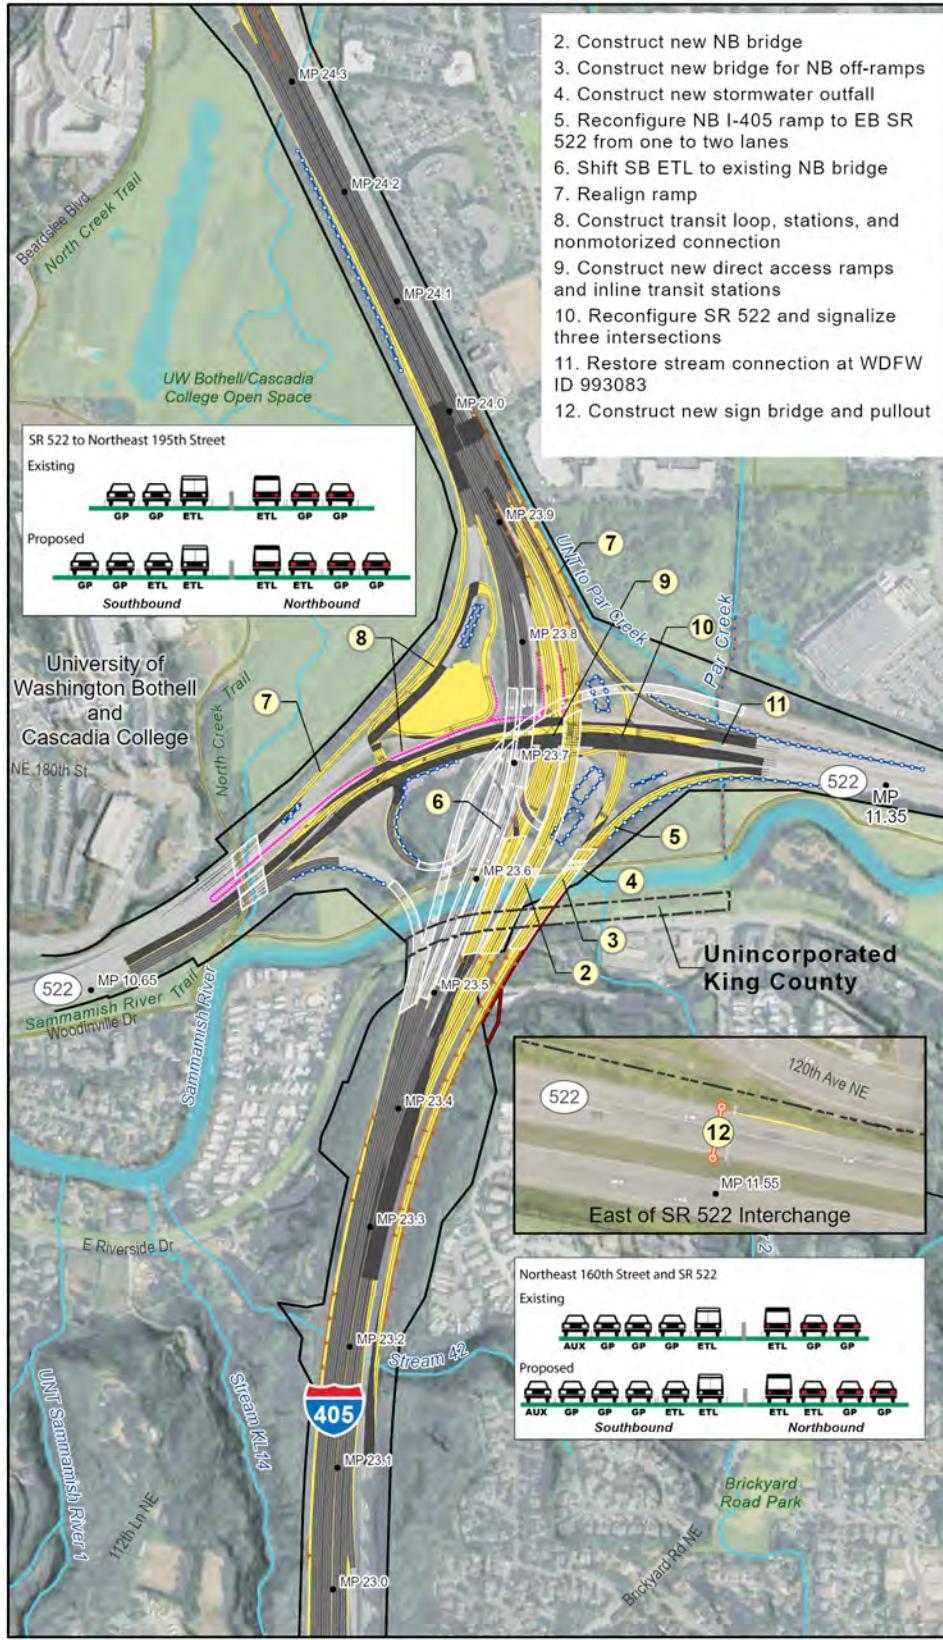 2. Construct new NB bridge
3. Construct new bridge for NB off-ramps
4. Construct new stormwater outfall
5. Reconfigure NB I-405 ramp to EB SR
522 from one to two lanes
6. Shift SB ETL to existing NB bridge
7. Realign ramp
8. Construct transit loop, stations, and
nonmotorized connection
9. Construct new direct access ramps
and inline transit stations
10. Reconfigure SR 522 and signalize
three intersections
11. Restore stream connection at WDFW
ID 993083
12. Construct new sign bridge and pullout
MP 24.3
MP 24.2
MP 24.1
MP 24.0
Beardslee Blvd
North Creek Trail
UW Bothell/Cascadia
College Open Space
SR 522 to Northeast 195th Street
Existing
GP GP ETL ETL GP GP
Proposed
GP GP ETL ETL ETL ETL GP GP
Southbound Northbound
MP 23.9
7
UNT to Par Creek
9
Par Creek
10
MP 23.8
8
11
University of
Washington Bothell
and
Cascadia College
North Creek Trail
7
NE 180th St
MP 23.7
522
MP
11.35
6
5
MP 23.6
4
3
2
Unincorporated
King County
522
MP 10.65
Sammamish River Trail
Woodinville Dr
Sammamish River
MP 23.5
MP 23.4
120th Ave NE
522
12
MP 11.55
East of SR 522 Interchange
MP 23.3
E Riverside Dr
Northeast 160th Street and SR 522
Existing
AUX GP GP GP ETL ETL GP GP
Proposed
AUX GP GP GP ETL ETL ETL ETL GP GP
Southbound Northbound
MP 23.2
Stream 42
405
UNT Sammamish River 1
Stream KL14
MP 23.1
Brickyard
Road Park
112th Ln NE
Brickyard Rd NE
MP 23.0